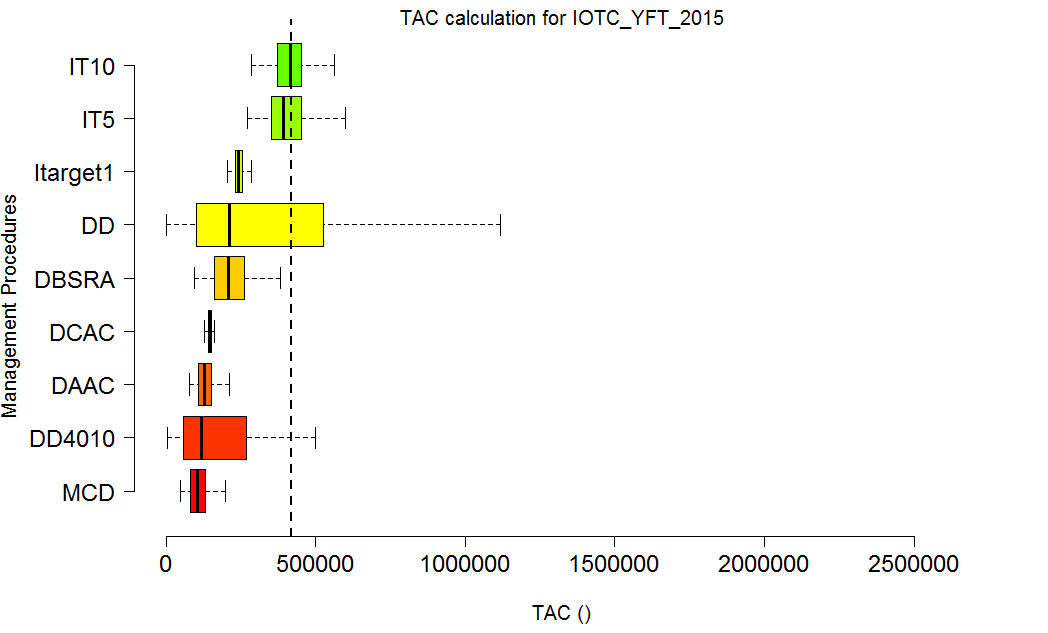 TAC calculation for IOTC_YFT_2015
Management Procedures
IT10
IT5
Itarget1
DD
DBSRA
DCAC
DAAC
DD4010
MCD
0 500000 1000000 1500000 2000000 2500000
TAC ()